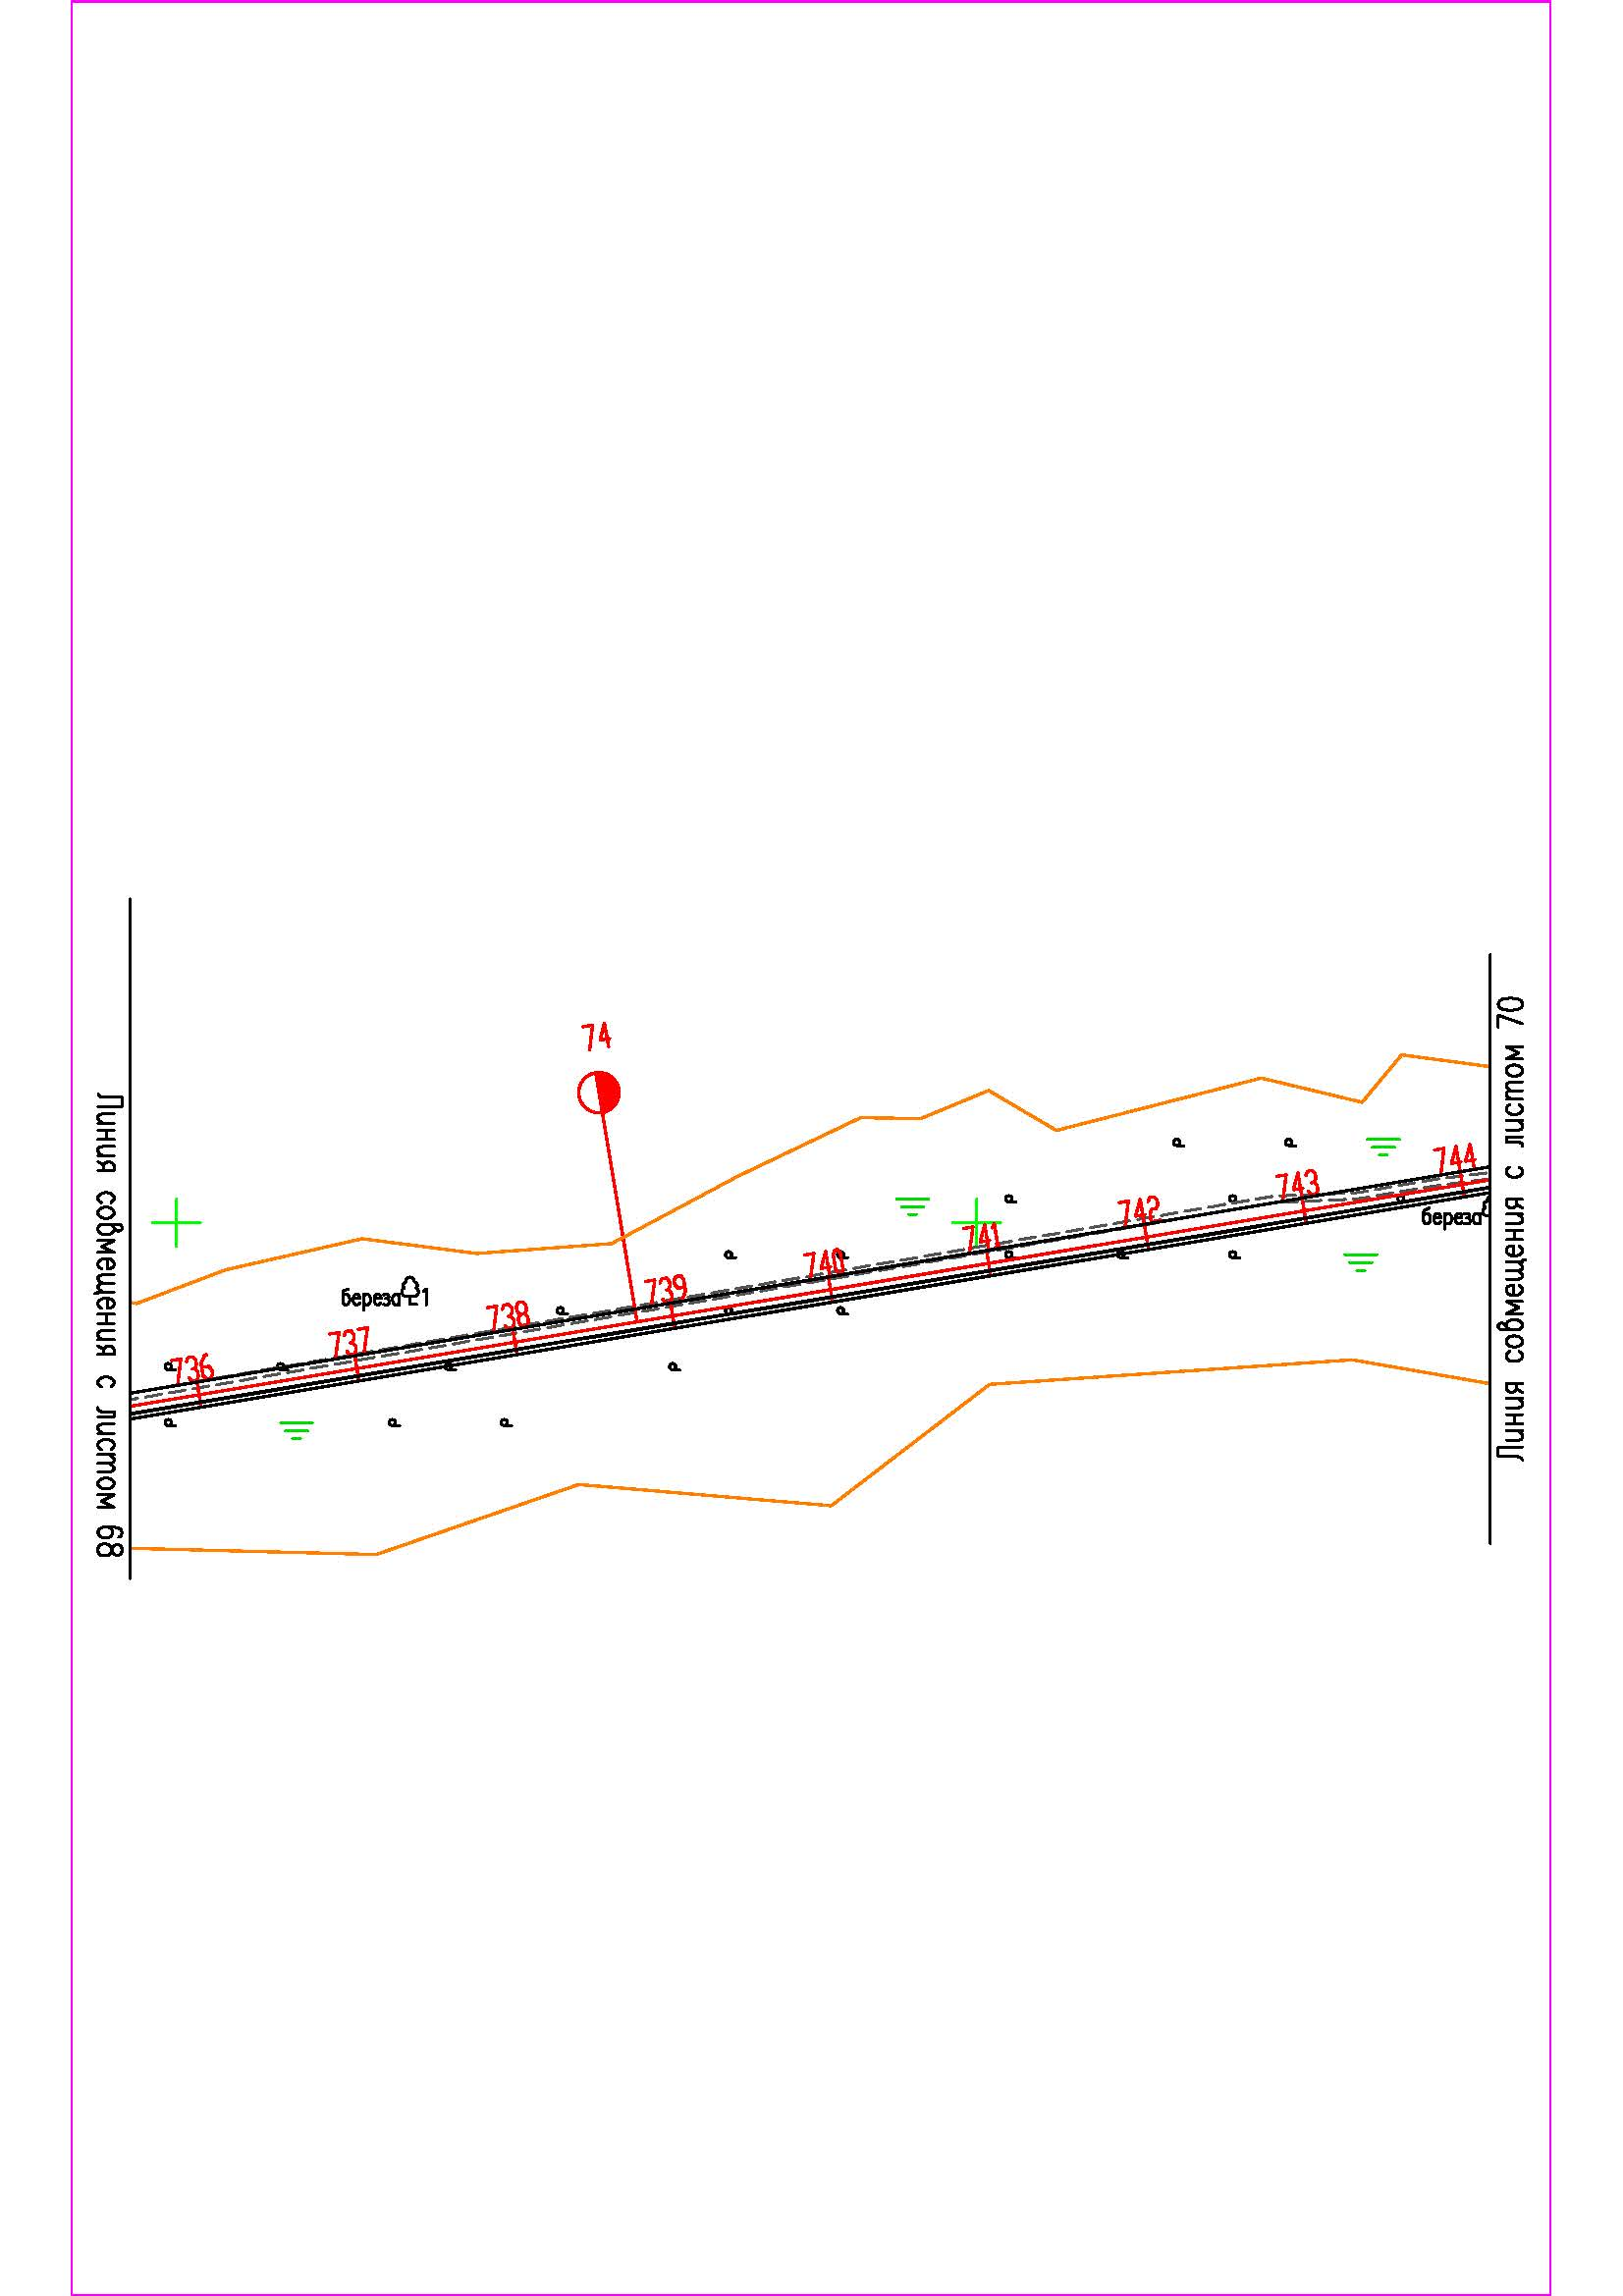 74
744
743
742
741
740
739
738
737
736
береза
береза 1
Линия совмещения с листом 68
Линия совмещения с листом 70